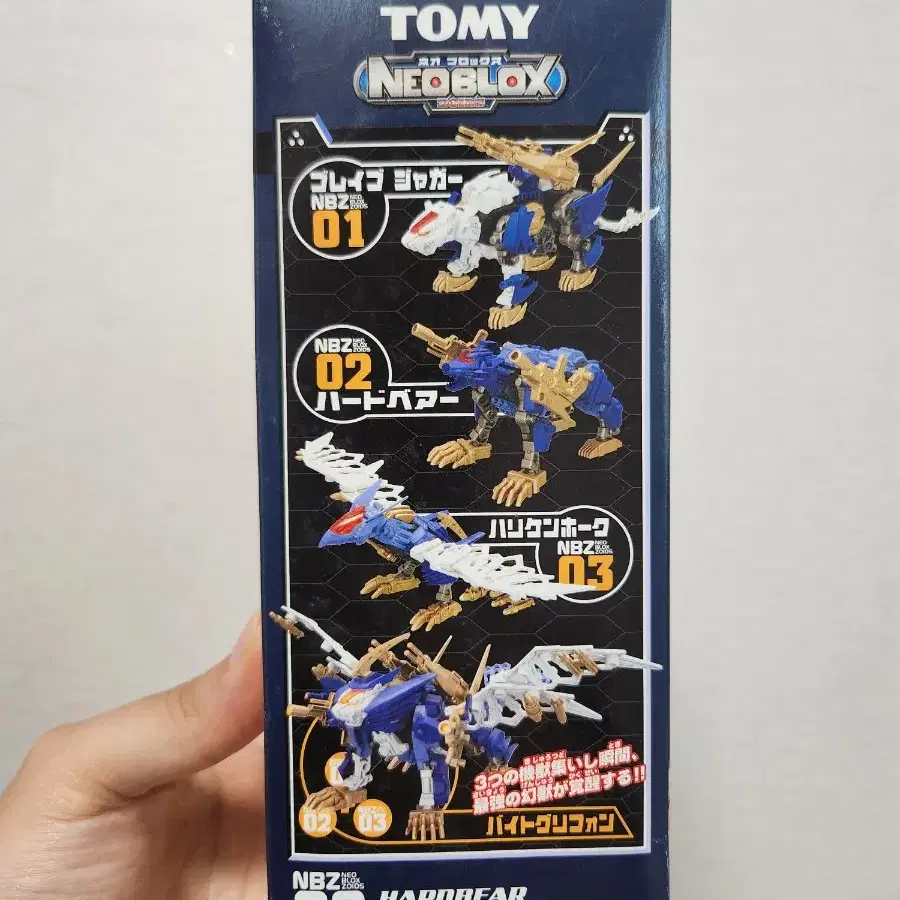 TOMY
ネオ ブロックス
NEOBLOX
ブレイブ ジャガー
NBZ NEO BLOX ZOIDS
01
NBZ NEO BLOX ZOIDS
02
ハードベアー
ハリケンホーク
NBZ NEO BLOX ZOIDS
03
3つの機獣集いし瞬間、
最強の幻獣が覚醒する!!
02
03
バイトグリフォン
NBZ NEO BLOX ZOIDS
HARDBEAR